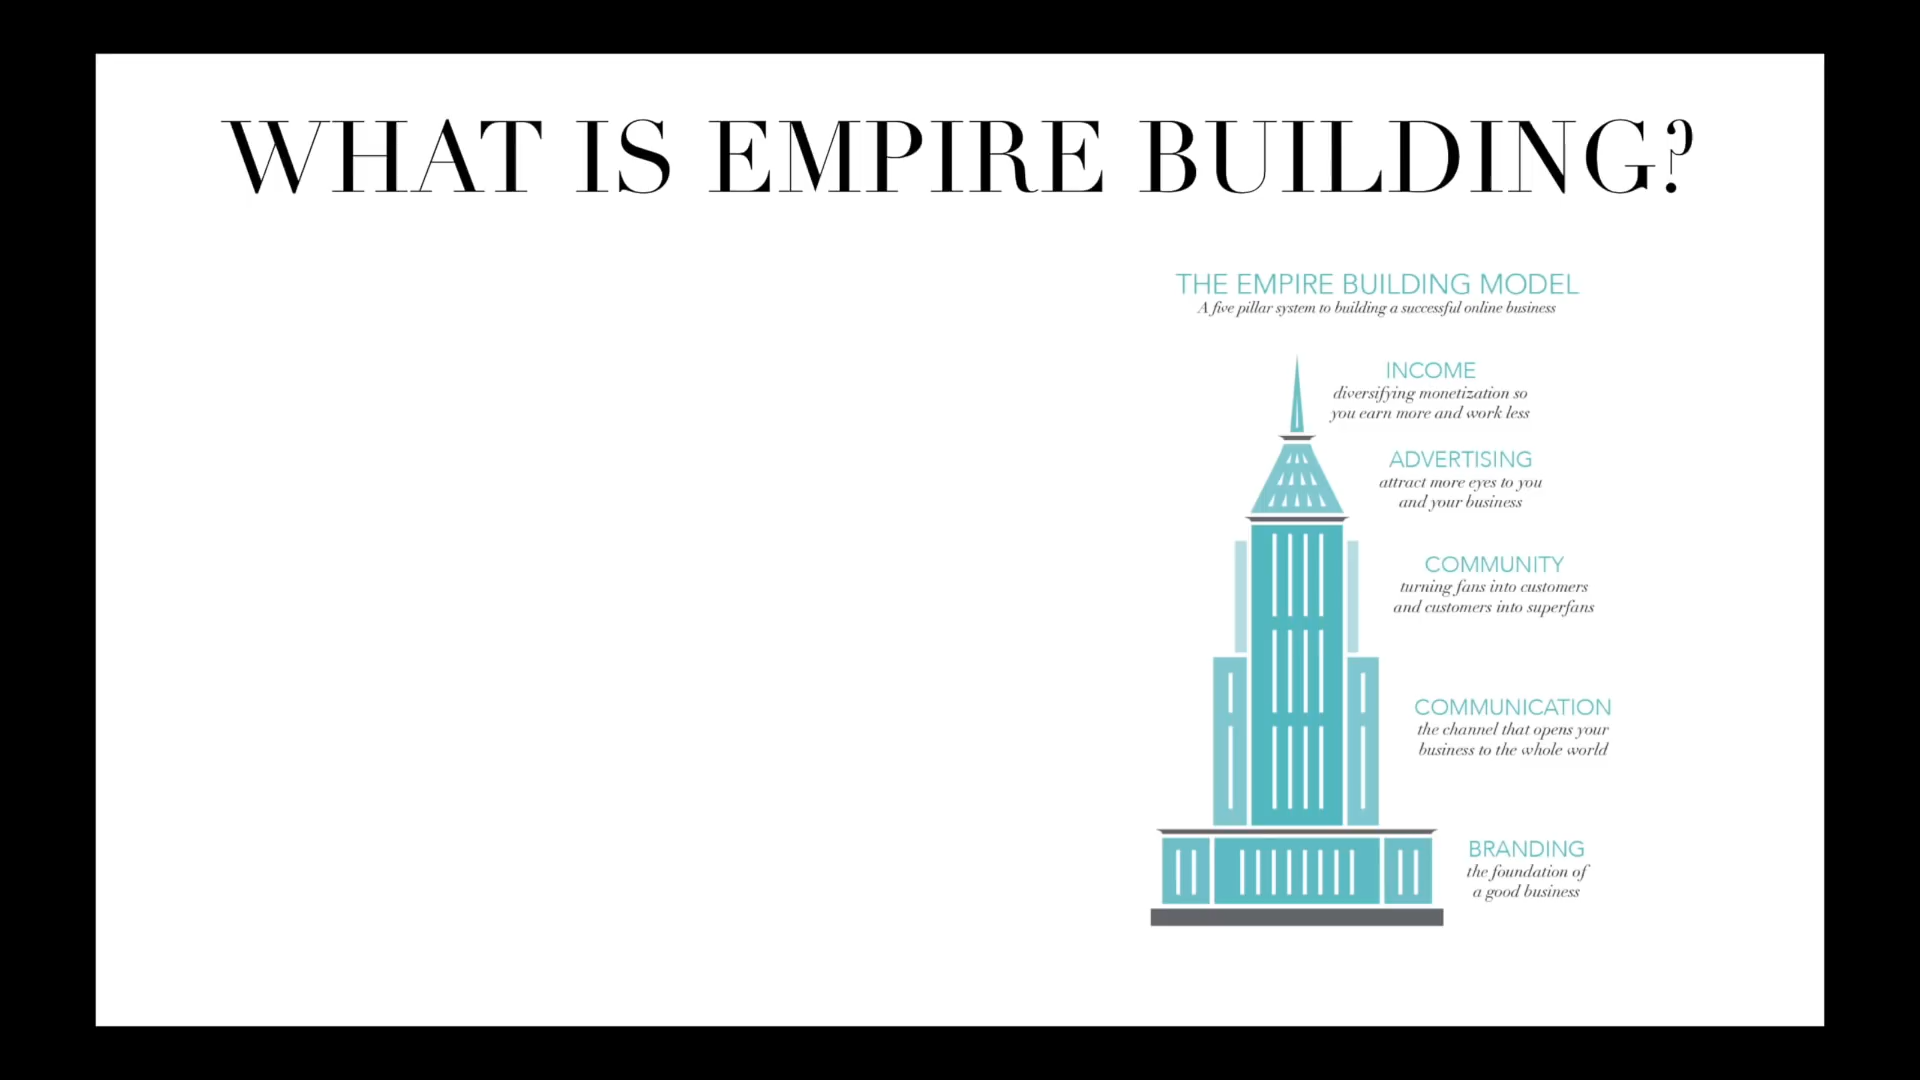 WHAT IS EMPIRE BUILDING?
THE EMPIRE BUILDING MODEL
A five pillar system to building a successful online business
INCOME
diversifying monetization so
you earn more and work less
ADVERTISING
attract more eyes to you
and your business
COMMUNITY
turning fans into customers
and customers into superfans
COMMUNICATION
the channel that opens your
business to the whole world
BRANDING
the foundation of
a good business